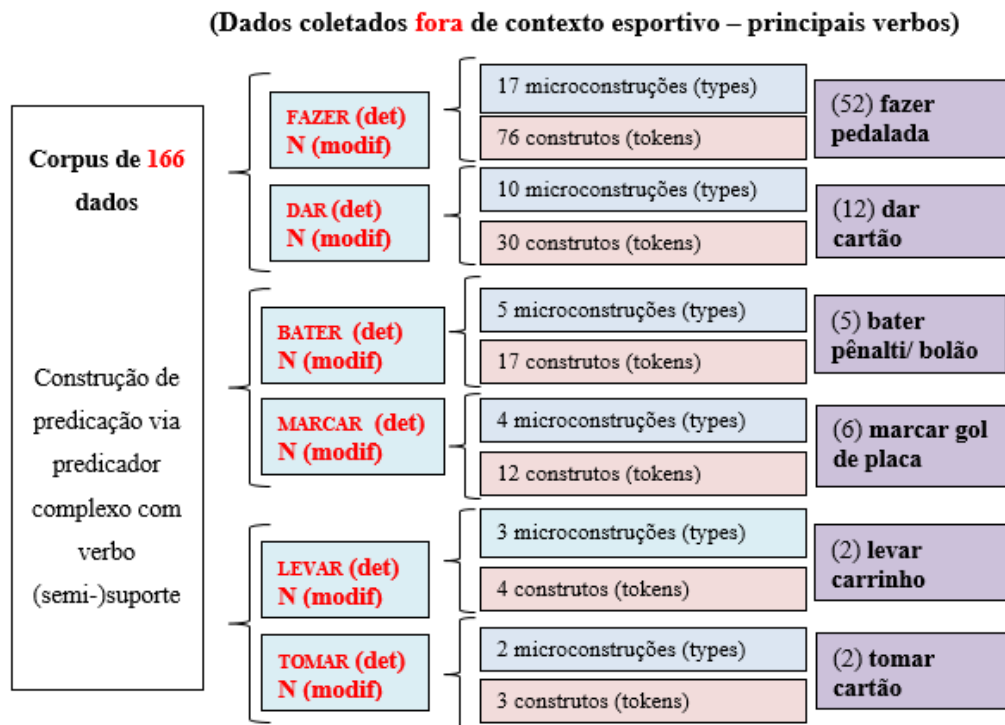 (Dados coletados fora de contexto esportivo – principais verbos)
Corpus de 166
dados
Construção de
predicação via
predicador
complexo com
verbo
(semi-)suporte
FAZER (det)
N (modif)
17 microconstruções (types)
76 construtos (tokens)
(52) fazer
pedalada
DAR (det)
N (modif)
10 microconstruções (types)
30 construtos (tokens)
(12) dar
cartão
BATER (det)
N (modif)
5 microconstruções (types)
17 construtos (tokens)
(5) bater
pênalti/ bolão
MARCAR (det)
N (modif)
4 microconstruções (types)
12 construtos (tokens)
(6) marcar gol
de placa
LEVAR (det)
N (modif)
3 microconstruções (types)
4 construtos (tokens)
(2) levar
carrinho
TOMAR (det)
N (modif)
2 microconstruções (types)
3 construtos (tokens)
(2) tomar
cartão